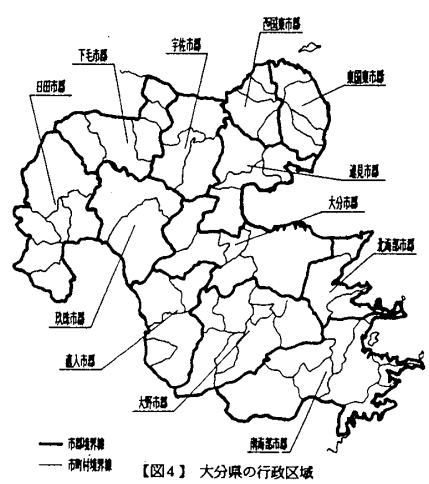 西国東市郡
宇佐市郡
下毛市郡
東国東市郡
日田市郡
速見市郡
大分市郡
北海部市郡
玖珠市郡
直入市郡
大野市郡
南海部市郡
市郡境界線
市町村境界線
【図4】 大分県の行政区域